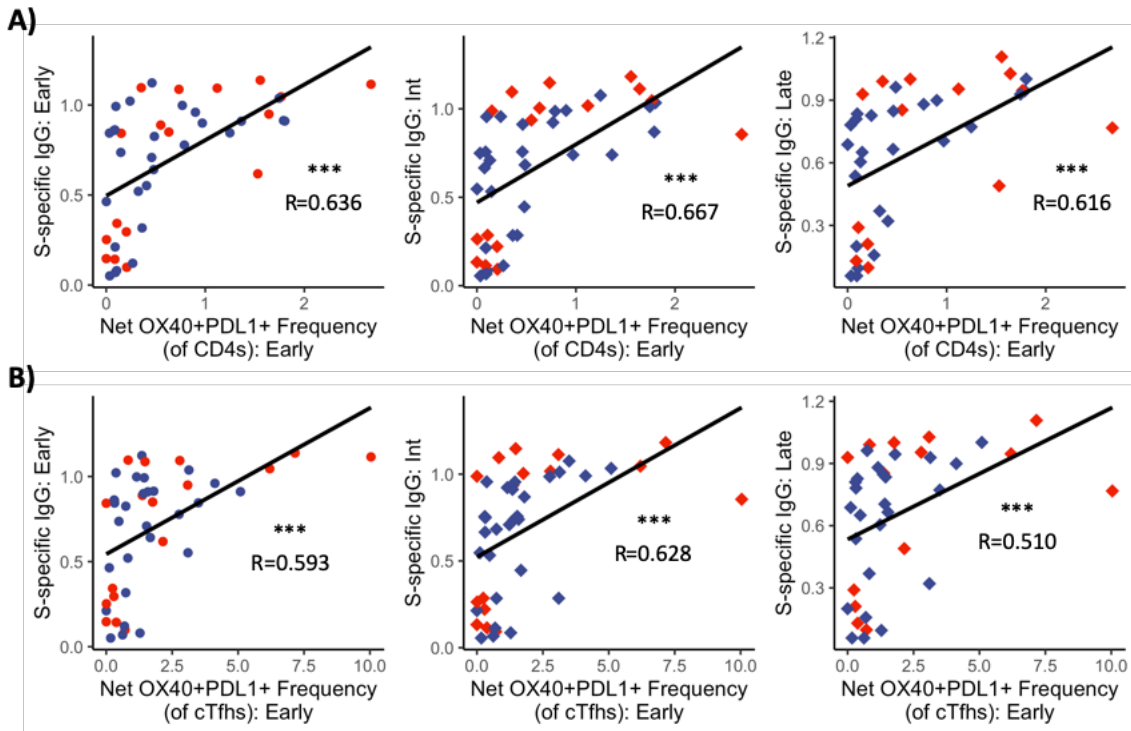 A)
S-specific IgG: Early
1.0
0.5
0.0
***
R=0.636
0
1
2
Net OX40+PDL1+ Frequency
(of CD4s): Early
S-specific IgG: Int
1.0
0.5
0.0
***
R=0.667
0
1
2
Net OX40+PDL1+ Frequency
(of CD4s): Early
S-specific IgG: Late
1.2
0.9
0.6
0.3
***
R=0.616
0
1
2
Net OX40+PDL1+ Frequency
(of CD4s): Early
B)
S-specific IgG: Early
1.0
0.5
0.0
***
R=0.593
0.0
2.5
5.0
7.5
10.0
Net OX40+PDL1+ Frequency
(of cTfhs): Early
S-specific IgG: Int
1.0
0.5
0.0
***
R=0.628
0.0
2.5
5.0
7.5
10.0
Net OX40+PDL1+ Frequency
(of cTfhs): Early
S-specific IgG: Late
1.2
0.9
0.6
0.3
***
R=0.510
0.0
2.5
5.0
7.5
10.0
Net OX40+PDL1+ Frequency
(of cTfhs): Early